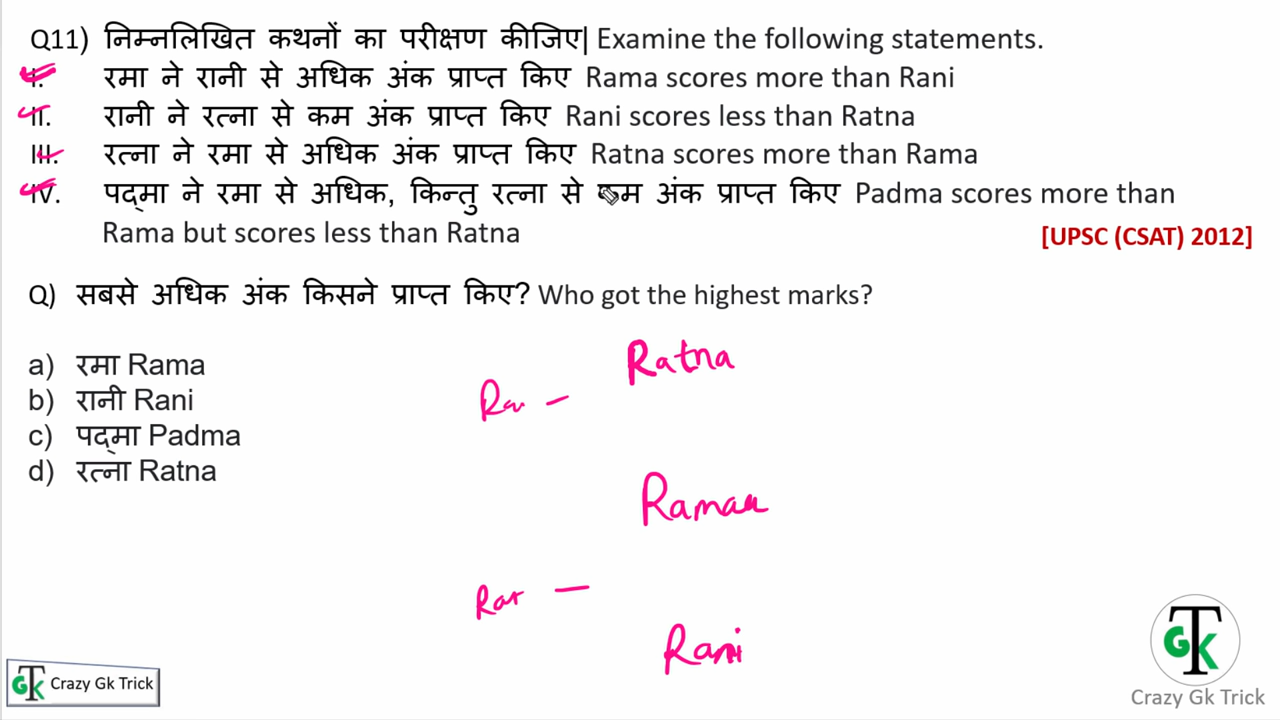 Q11) निम्नलिखित कथनों का परीक्षण कीजिए| Examine the following statements.
I. रमा ने रानी से अधिक अंक प्राप्त किए Rama scores more than Rani
II. रानी ने रत्ना से कम अंक प्राप्त किए Rani scores less than Ratna
III. रत्ना ने रमा से अधिक अंक प्राप्त किए Ratna scores more than Rama
IV. पद्मा ने रमा से अधिक, किन्तु रत्ना से कम अंक प्राप्त किए Padma scores more than
Rama but scores less than Ratna
[UPSC (CSAT) 2012]
Q) सबसे अधिक अंक किसने प्राप्त किए? Who got the highest marks?
a) रमा Rama
b) रानी Rani
c) पद्मा Padma
d) रत्ना Ratna
Ratna
Rani
GTK Crazy Gk Trick
GTK
Crazy Gk Trick